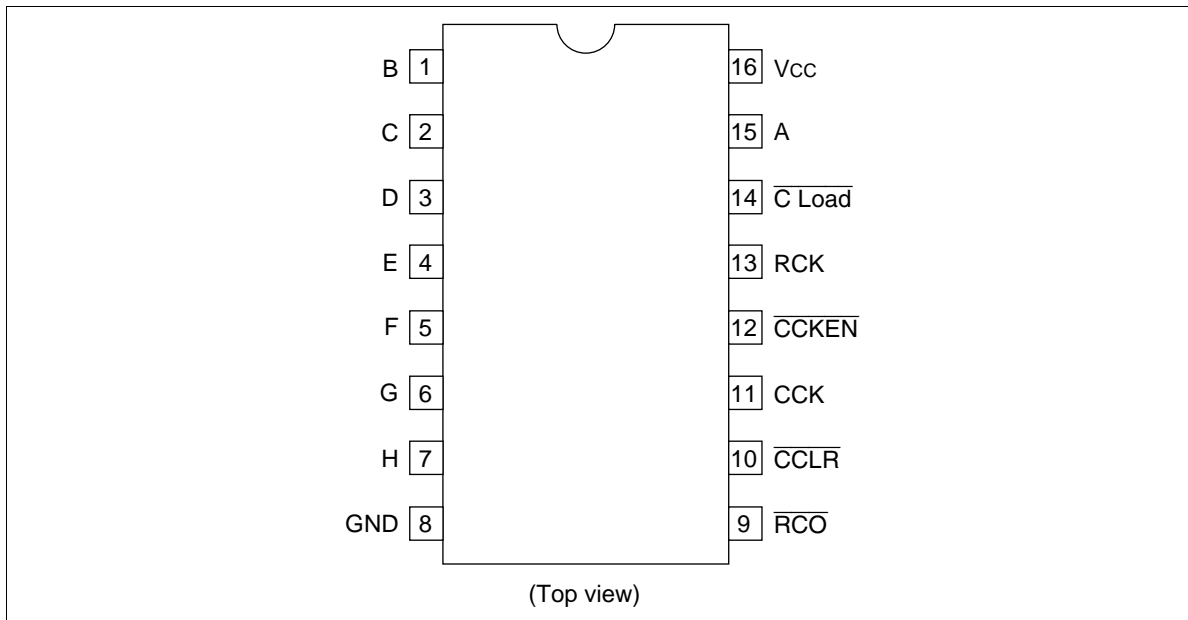 B 1 16 Vcc
C 2 15 A
D 3 14 C Load
E 4 13 RCK
F 5 12 CCKEN
G 6 11 CCK
H 7 10 CCLR
GND 8 9 RCO
(Top view)